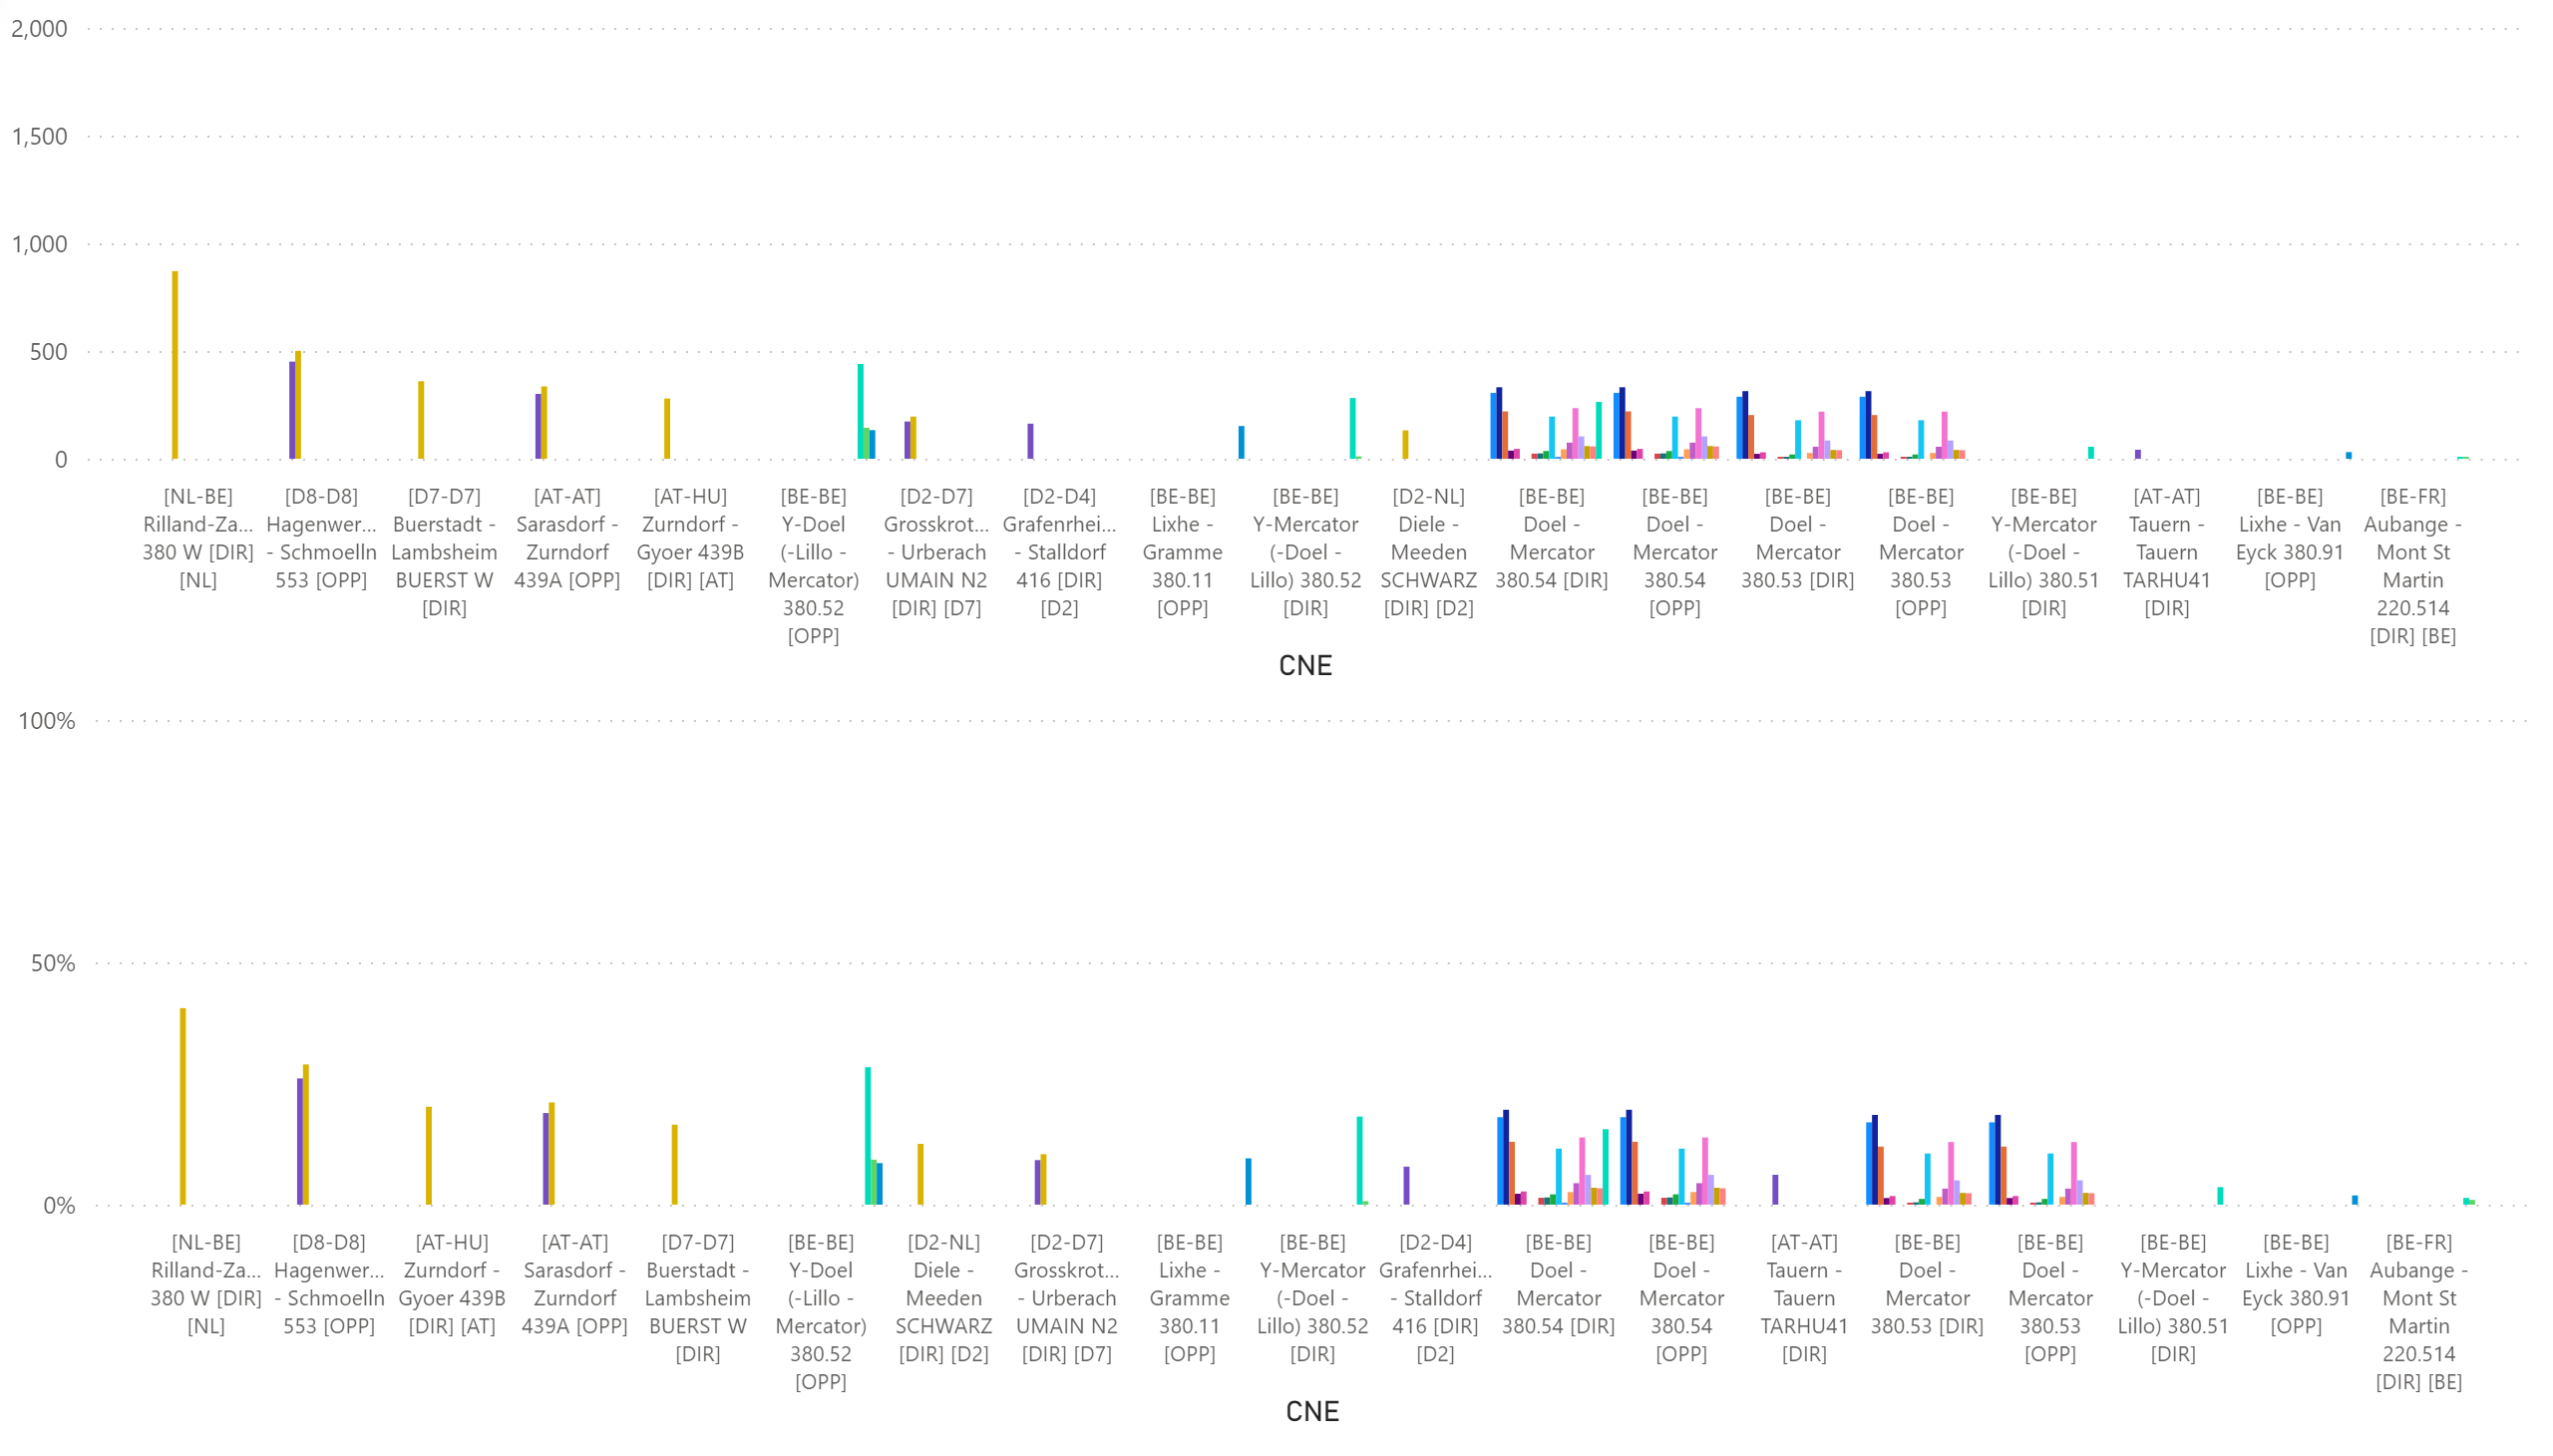 2,000
1,500
1,000
500
0
[NL-BE] Rilland-Za... 380 W [DIR] [NL]
[D8-D8] Hagenwer... - Schmoelln 553 [OPP]
[D7-D7] Buerstadt - Lambsheim BUERST W [DIR]
[AT-AT] Sarasdorf - Zurndorf 439A [OPP]
[AT-HU] Zurndorf - Gyoer 439B [DIR] [AT]
[BE-BE] Y-Doel (-Lillo - Mercator) 380.52 [OPP]
[D2-D7] Grosskrot... - Urberach UMAIN N2 [DIR] [D7]
[D2-D4] Grafenrhei... - Stalldorf 416 [DIR] [D2]
[BE-BE] Lixhe - Gramme 380.11 [OPP]
[BE-BE] Y-Mercator (-Doel - Lillo) 380.52 [DIR]
[D2-NL] Diele - Meeden SCHWARZ [DIR] [D2]
[BE-BE] Doel - Mercator 380.54 [DIR]
[BE-BE] Doel - Mercator 380.54 [OPP]
[BE-BE] Doel - Mercator 380.53 [DIR]
[BE-BE] Doel - Mercator 380.53 [OPP]
[BE-BE] Y-Mercator (-Doel - Lillo) 380.51 [DIR]
[AT-AT] Tauern - Tauern TARHU41 [DIR]
[BE-BE] Lixhe - Van Eyck 380.91 [OPP]
[BE-FR] Aubange - Mont St Martin 220.514 [DIR] [BE]
CNE
100%
50%
0%
[NL-BE] Rilland-Za... 380 W [DIR] [NL]
[D8-D8] Hagenwer... - Schmoelln 553 [OPP]
[AT-HU] Zurndorf - Gyoer 439B [DIR] [AT]
[AT-AT] Sarasdorf - Zurndorf 439A [OPP]
[D7-D7] Buerstadt - Lambsheim BUERST W [DIR]
[BE-BE] Y-Doel (-Lillo - Mercator) 380.52 [OPP]
[D2-NL] Diele - Meeden SCHWARZ [DIR] [D2]
[D2-D7] Grosskrot... - Urberach UMAIN N2 [DIR] [D7]
[BE-BE] Lixhe - Gramme 380.11 [OPP]
[BE-BE] Y-Mercator (-Doel - Lillo) 380.52 [DIR]
[D2-D4] Grafenrhei... - Stalldorf 416 [DIR] [D2]
[BE-BE] Doel - Mercator 380.54 [DIR]
[BE-BE] Doel - Mercator 380.54 [OPP]
[AT-AT] Tauern - Tauern TARHU41 [DIR]
[BE-BE] Doel - Mercator 380.53 [DIR]
[BE-BE] Doel - Mercator 380.53 [OPP]
[BE-BE] Y-Mercator (-Doel - Lillo) 380.51 [DIR]
[BE-BE] Lixhe - Van Eyck 380.91 [OPP]
[BE-FR] Aubange - Mont St Martin 220.514 [DIR] [BE]
CNE